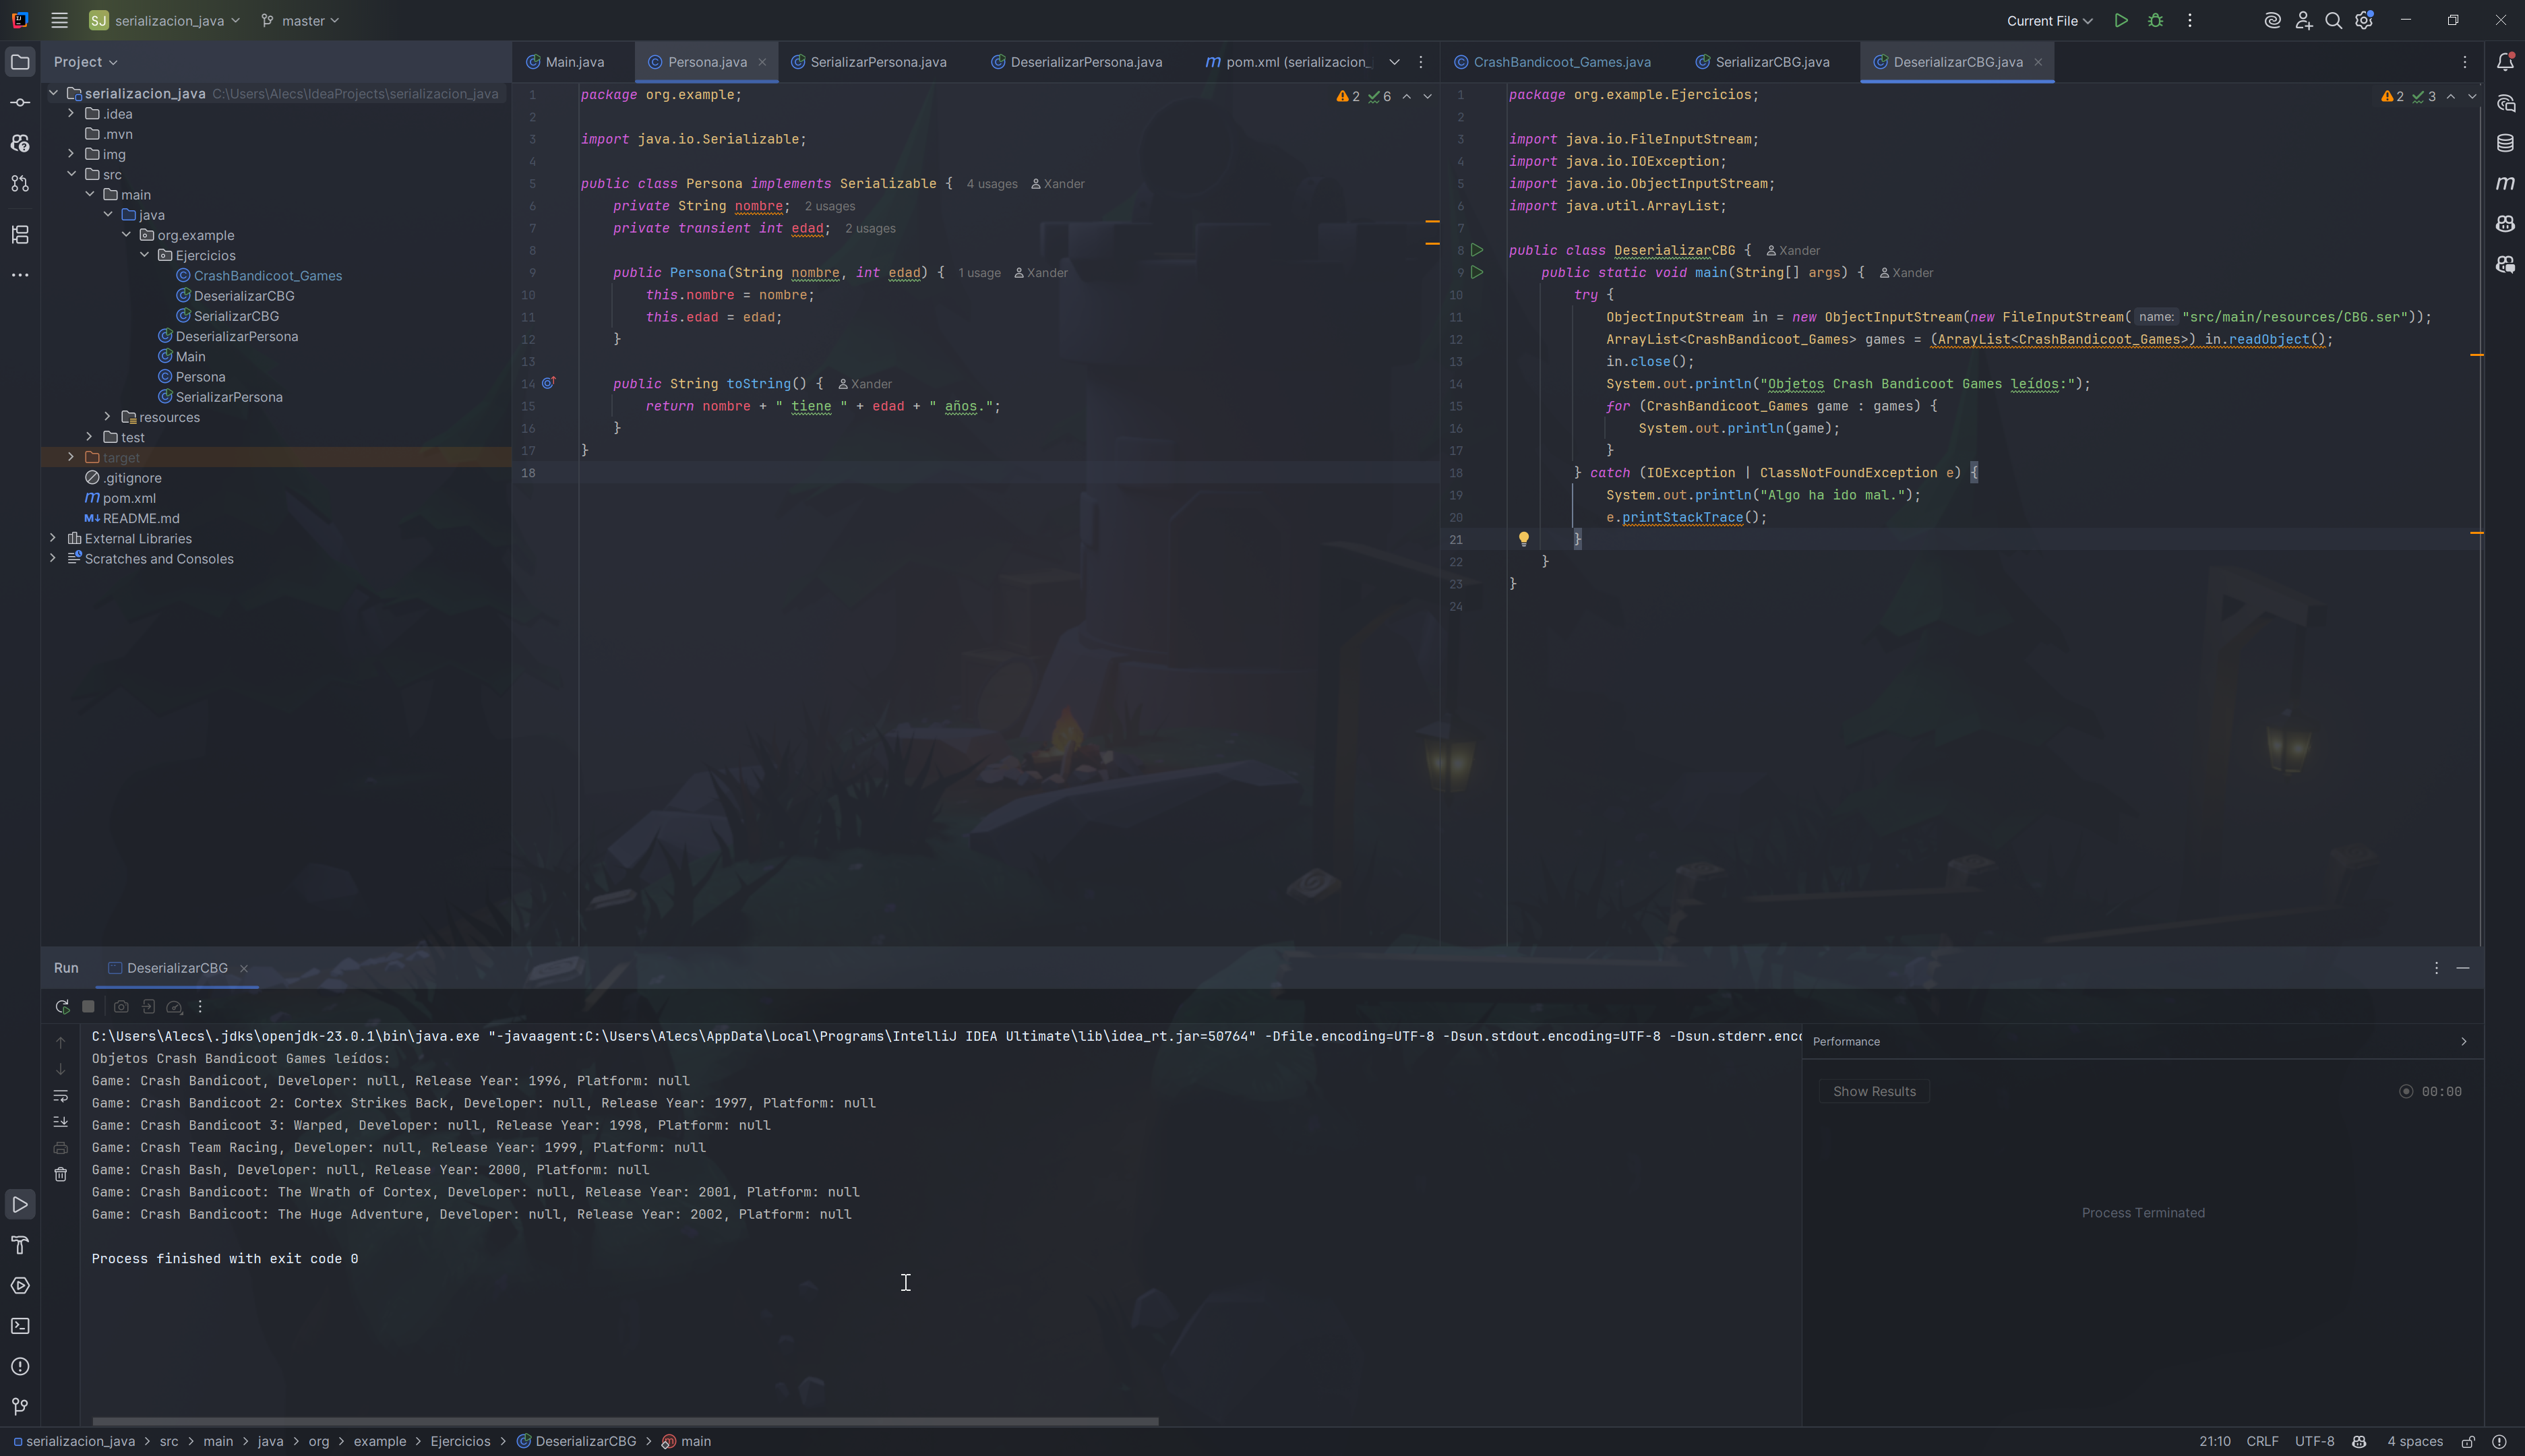 SJ serializacion_java master Current File
Project
serializacion_java C:\Users\Alecs\IdeaProjects\serializacion_java
.idea
.mvn
img
src
main
java
org.example
Ejercicios
CrashBandicoot_Games
DeserializarCBG
SerializarCBG
DeserializarPersona
Main
Persona
SerializarPersona
resources
test
target
.gitignore
pom.xml
README.md
External Libraries
Scratches and Consoles
Main.java Persona.java SerializarPersona.java DeserializarPersona.java pom.xml (serializacion_
2 6
1 package org.example;
2
3 import java.io.Serializable;
4
5 public class Persona implements Serializable { 4 usages Xander
6 private String nombre; 2 usages
7 private transient int edad; 2 usages
8
9 public Persona(String nombre, int edad) { 1 usage Xander
10 this.nombre = nombre;
11 this.edad = edad;
12 }
13
14 public String toString() { Xander
15 return nombre + " tiene " + edad + " años.";
16 }
17 }
18
CrashBandicoot_Games.java SerializarCBG.java DeserializarCBG.java
2 3
1 package org.example.Ejercicios;
2
3 import java.io.FileInputStream;
4 import java.io.IOException;
5 import java.io.ObjectInputStream;
6 import java.util.ArrayList;
7
8 public class DeserializarCBG { Xander
9 public static void main(String[] args) { Xander
10 try {
11 ObjectInputStream in = new ObjectInputStream(new FileInputStream( name: "src/main/resources/CBG.ser"));
12 ArrayList<CrashBandicoot_Games> games = (ArrayList<CrashBandicoot_Games>) in.readObject();
13 in.close();
14 System.out.println("Objetos Crash Bandicoot Games leídos:");
15 for (CrashBandicoot_Games game : games) {
16 System.out.println(game);
17 }
18 } catch (IOException | ClassNotFoundException e) {
19 System.out.println("Algo ha ido mal.");
20 e.printStackTrace();
21 }
22 }
23 }
24
Run DeserializarCBG
C:\Users\Alecs\.jdks\openjdk-23.0.1\bin\java.exe "-javaagent:C:\Users\Alecs\AppData\Local\Programs\IntelliJ IDEA Ultimate\lib\idea_rt.jar=50764" -Dfile.encoding=UTF-8 -Dsun.stdout.encoding=UTF-8 -Dsun.stderr.enco
Objetos Crash Bandicoot Games leídos:
Game: Crash Bandicoot, Developer: null, Release Year: 1996, Platform: null
Game: Crash Bandicoot 2: Cortex Strikes Back, Developer: null, Release Year: 1997, Platform: null
Game: Crash Bandicoot 3: Warped, Developer: null, Release Year: 1998, Platform: null
Game: Crash Team Racing, Developer: null, Release Year: 1999, Platform: null
Game: Crash Bash, Developer: null, Release Year: 2000, Platform: null
Game: Crash Bandicoot: The Wrath of Cortex, Developer: null, Release Year: 2001, Platform: null
Game: Crash Bandicoot: The Huge Adventure, Developer: null, Release Year: 2002, Platform: null
Process finished with exit code 0
Performance
Show Results 00:00
Process Terminated
serializacion_java > src > main > java > org > example > Ejercicios > DeserializarCBG > main 21:10 CRLF UTF-8 4 spaces